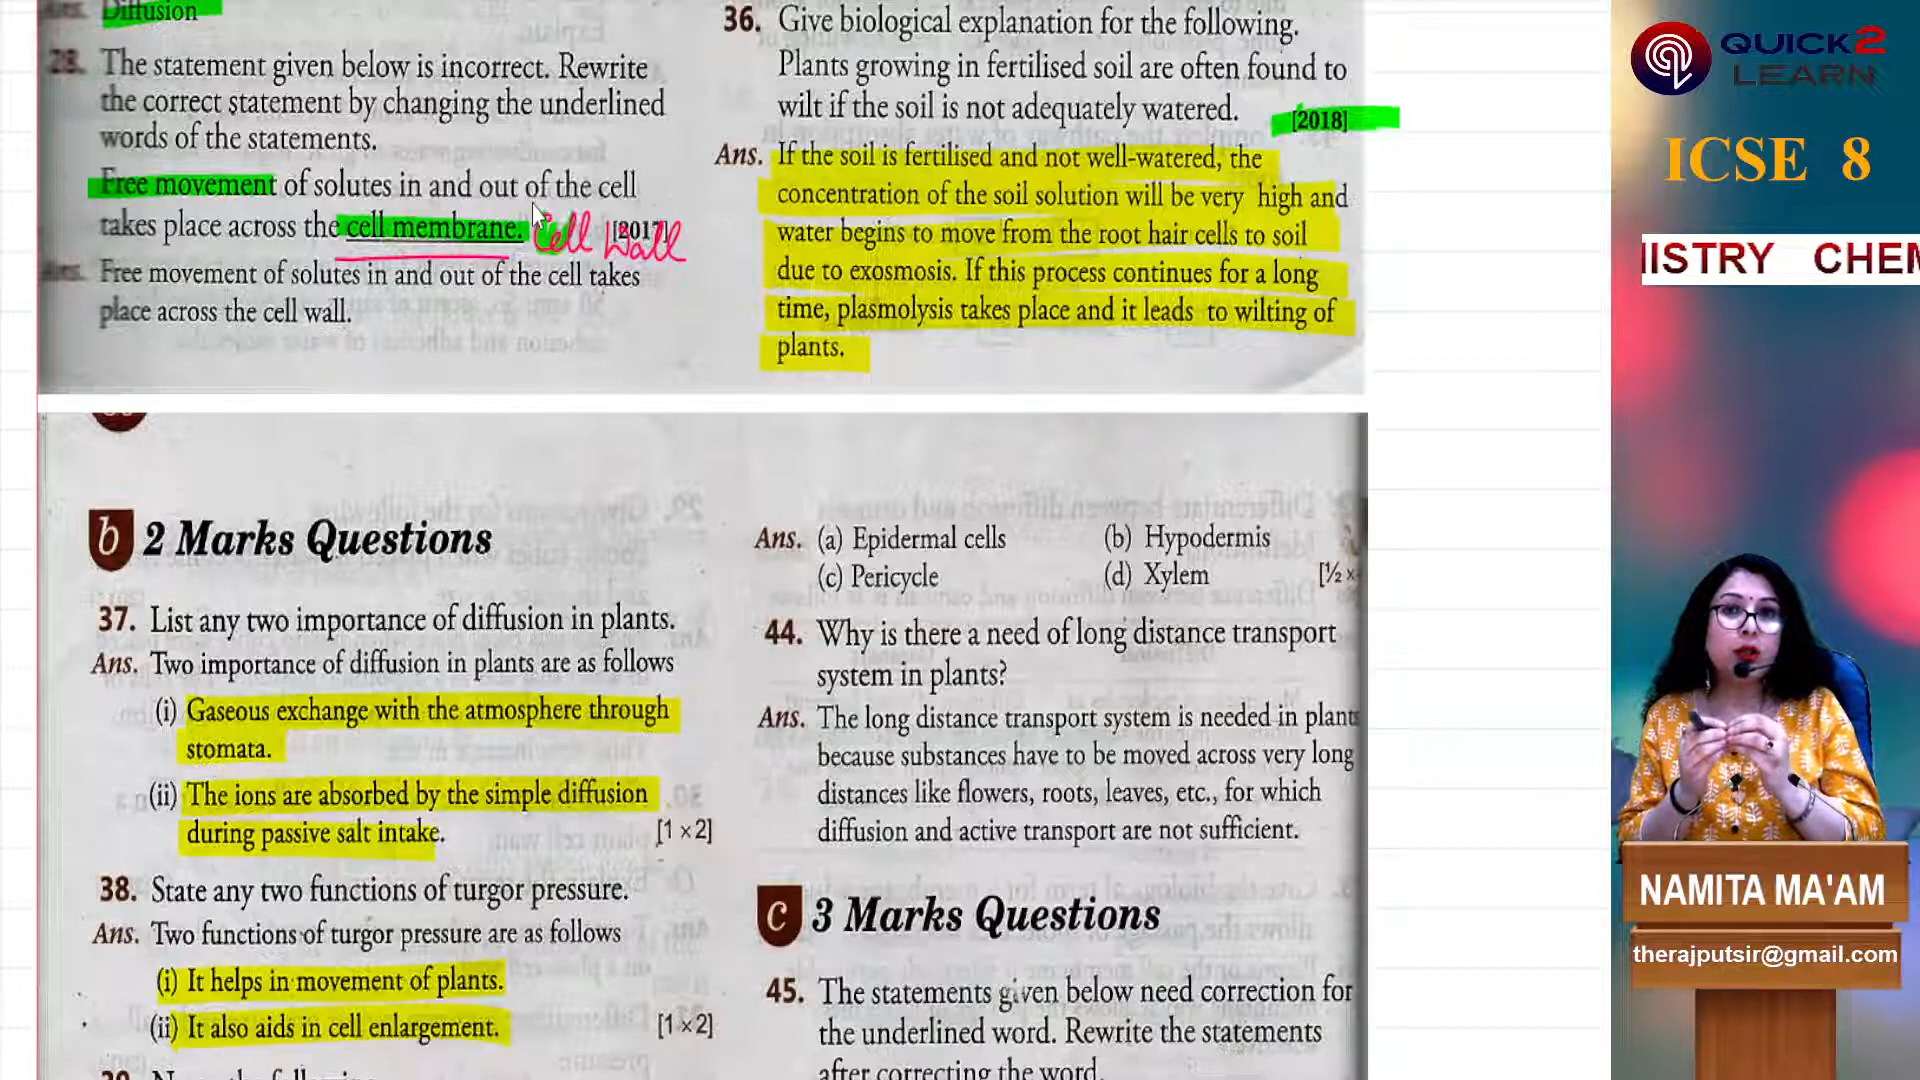 Ans. Diffusion
28. The statement given below is incorrect. Rewrite
the correct statement by changing the underlined
words of the statements.
Free movement of solutes in and out of the cell
takes place across the cell membrane. Cell Wall [2017]
Ans. Free movement of solutes in and out of the cell takes
place across the cell wall.
36. Give biological explanation for the following.
Plants growing in fertilised soil are often found to
wilt if the soil is not adequately watered. [2018]
Ans. If the soil is fertilised and not well-watered, the
concentration of the soil solution will be very high and
water begins to move from the root hair cells to soil
due to exosmosis. If this process continues for a long
time, plasmolysis takes place and it leads to wilting of
plants.
b 2 Marks Questions
37. List any two importance of diffusion in plants.
Ans. Two importance of diffusion in plants are as follows
(i) Gaseous exchange with the atmosphere through
stomata.
(ii) The ions are absorbed by the simple diffusion
during passive salt intake. [1 × 2]
38. State any two functions of turgor pressure.
Ans. Two functions of turgor pressure are as follows
(i) It helps in movement of plants.
(ii) It also aids in cell enlargement. [1 × 2]
Ans. (a) Epidermal cells (b) Hypodermis
(c) Pericycle (d) Xylem [½ ×
44. Why is there a need of long distance transport
system in plants?
Ans. The long distance transport system is needed in plants
because substances have to be moved across very long
distances like flowers, roots, leaves, etc., for which
diffusion and active transport are not sufficient.
c 3 Marks Questions
45. The statements given below need correction for
the underlined word. Rewrite the statements
after correcting the word.
QUICK2
LEARN
ICSE 8
ISTRY CHEM
NAMITA MA'AM
therajputsir@gmail.com